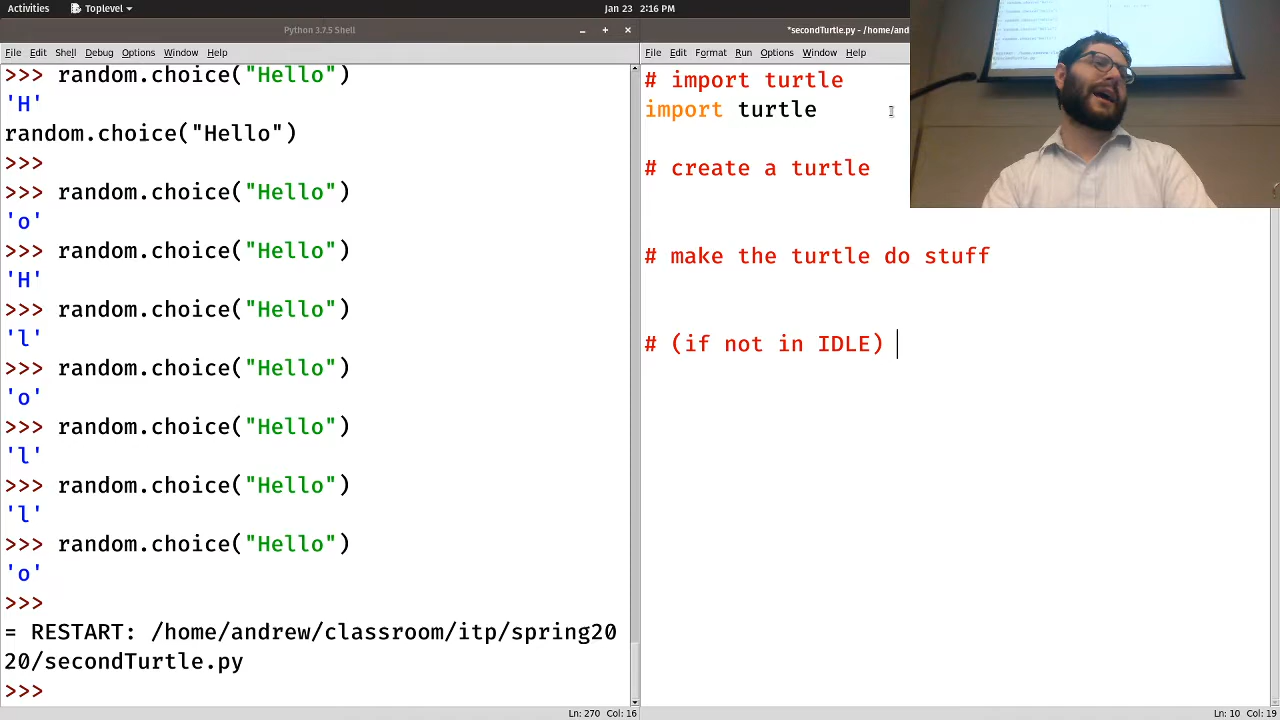 Activities
Toplevel
Jan 23 2:16 PM
Python 3.7.5 Shell
File Edit Shell Debug Options Window Help
>>> random.choice("Hello")
'H'
random.choice("Hello")
>>>
>>> random.choice("Hello")
'o'
>>> random.choice("Hello")
'H'
>>> random.choice("Hello")
'l'
>>> random.choice("Hello")
'o'
>>> random.choice("Hello")
'l'
>>> random.choice("Hello")
'l'
>>> random.choice("Hello")
'o'
>>>
= RESTART: /home/andrew/classroom/itp/spring20
20/secondTurtle.py
>>>
Ln: 270 Col: 16
*secondTurtle.py - /home/and
File Edit Format Run Options Window Help
# import turtle
import turtle
# create a turtle
# make the turtle do stuff
# (if not in IDLE)
Ln: 10 Col: 19